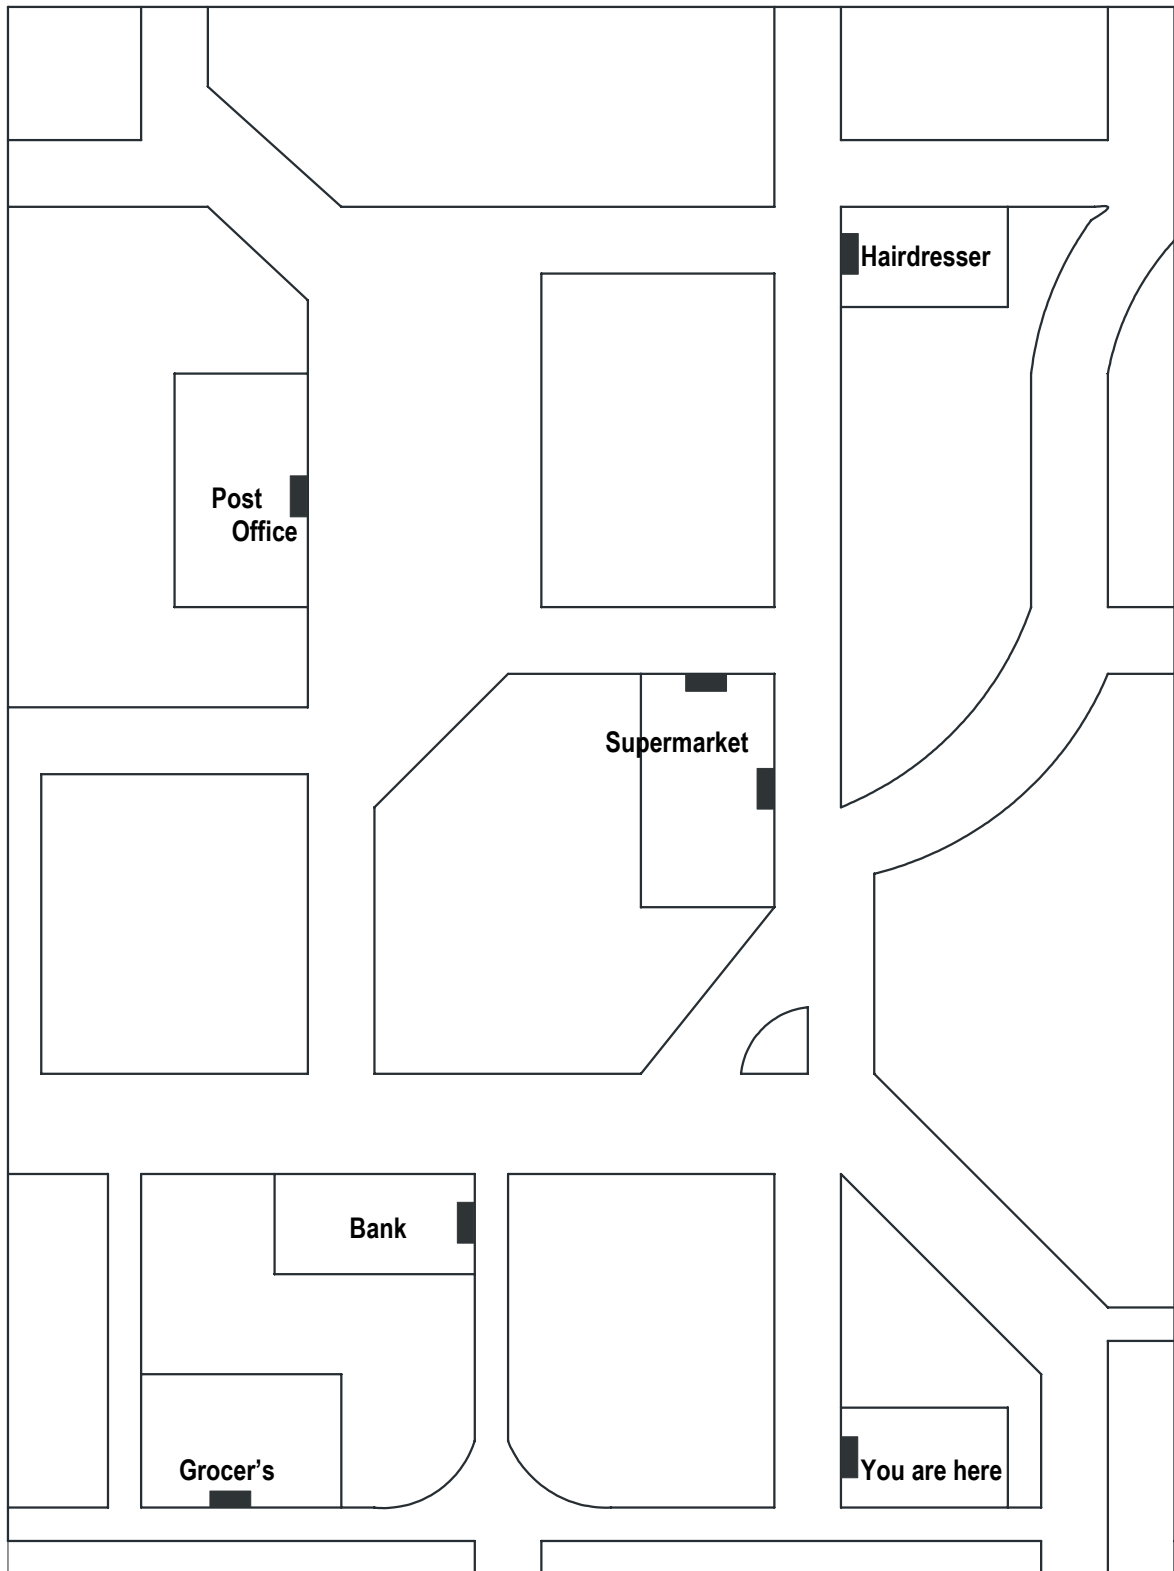 Hairdresser
Post
Office
Supermarket
Bank
Grocer’s
You are here